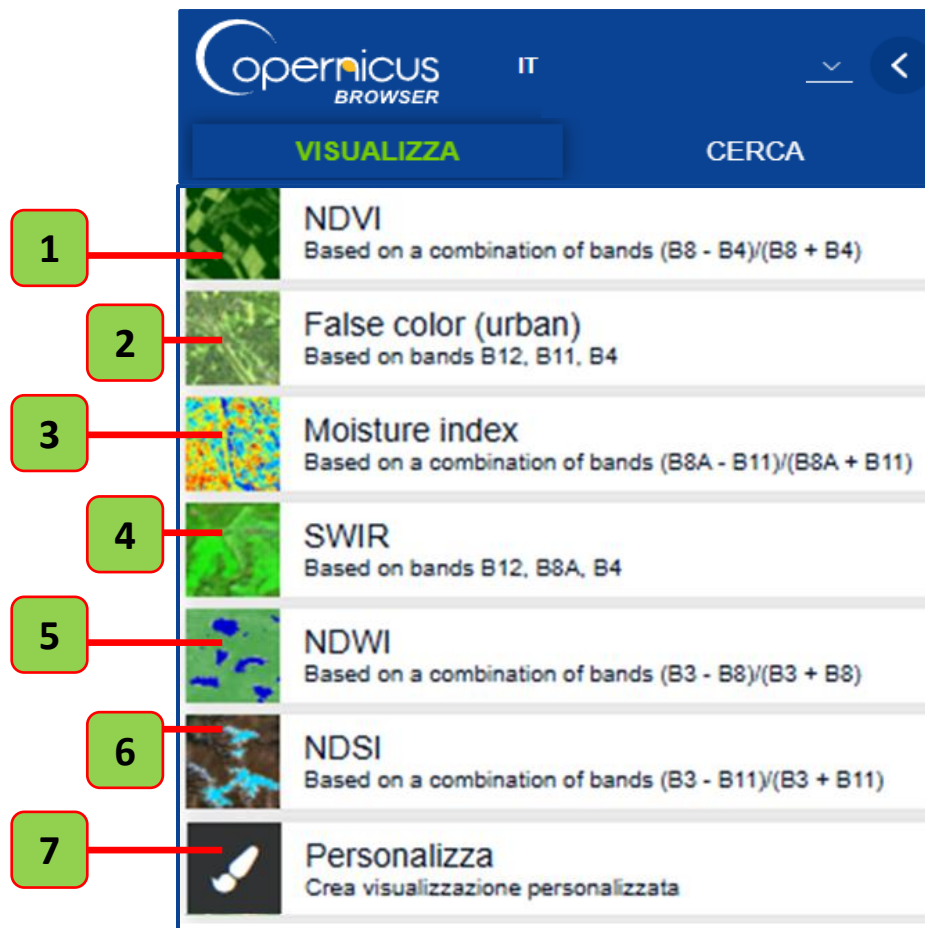 Copernicus
BROWSER
IT
VISUALIZZA
CERCA
1
NDVI
Based on a combination of bands (B8 - B4)/(B8 + B4)
2
False color (urban)
Based on bands B12, B11, B4
3
Moisture index
Based on a combination of bands (B8A - B11)/(B8A + B11)
4
SWIR
Based on bands B12, B8A, B4
5
NDWI
Based on a combination of bands (B3 - B8)/(B3 + B8)
6
NDSI
Based on a combination of bands (B3 - B11)/(B3 + B11)
7
Personalizza
Crea visualizzazione personalizzata